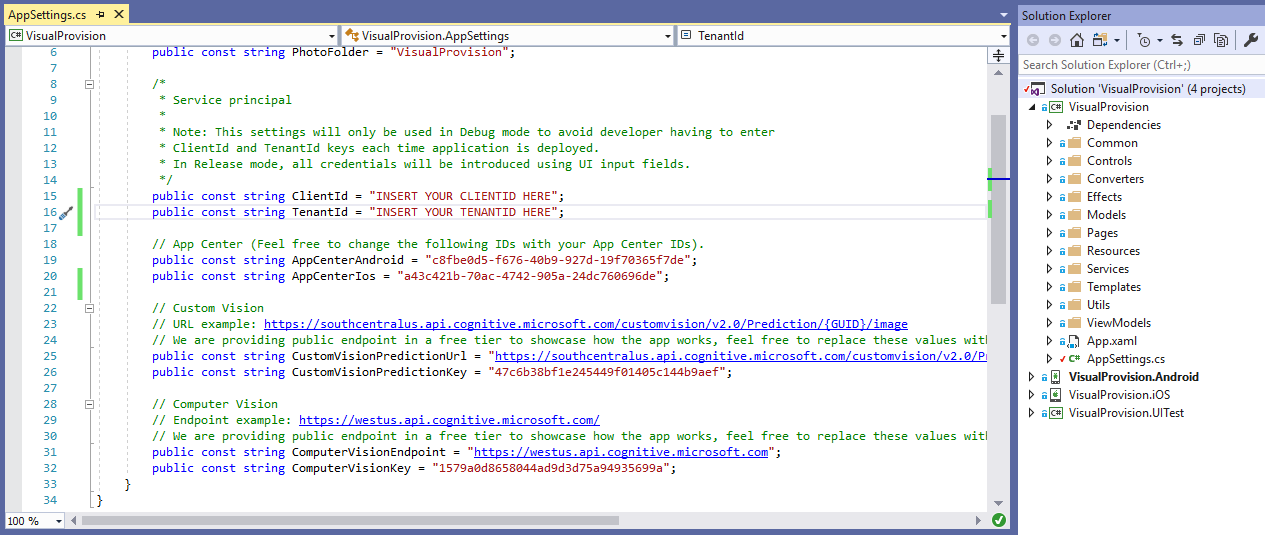 AppSettings.cs
VisualProvision
VisualProvision.AppSettings
TenantId
6 public const string PhotoFolder = "VisualProvision";
7
8 /*
9 * Service principal
10 *
11 * Note: This settings will only be used in Debug mode to avoid developer having to enter
12 * ClientId and TenantId keys each time application is deployed.
13 * In Release mode, all credentials will be introduced using UI input fields.
14 */
15 public const string ClientId = "INSERT YOUR CLIENTID HERE";
16 public const string TenantId = "INSERT YOUR TENANTID HERE";
17
18 // App Center (Feel free to change the following IDs with your App Center IDs).
19 public const string AppCenterAndroid = "c8fbe0d5-f676-40b9-927d-19f70365f7de";
20 public const string AppCenterIos = "a43c421b-70ac-4742-905a-24dc760696de";
21
22 // Custom Vision
23 // URL example: https://southcentralus.api.cognitive.microsoft.com/customvision/v2.0/Prediction/{GUID}/image
24 // We are providing public endpoint in a free tier to showcase how the app works, feel free to replace these values with
25 public const string CustomVisionPredictionUrl = "https://southcentralus.api.cognitive.microsoft.com/customvision/v2.0/P
26 public const string CustomVisionPredictionKey = "47c6b38bf1e245449f01405c144b9aef";
27
28 // Computer Vision
29 // Endpoint example: https://westus.api.cognitive.microsoft.com/
30 // We are providing public endpoint in a free tier to showcase how the app works, feel free to replace these values with
31 public const string ComputerVisionEndpoint = "https://westus.api.cognitive.microsoft.com";
32 public const string ComputerVisionKey = "1579a0d8658044ad9d3d75a94935699a";
33 }
34 }
100 %
Solution Explorer
Search Solution Explorer (Ctrl+;)
Solution 'VisualProvision' (4 projects)
C# VisualProvision
Dependencies
Common
Controls
Converters
Effects
Models
Pages
Resources
Services
Templates
Utils
ViewModels
App.xaml
C# AppSettings.cs
VisualProvision.Android
VisualProvision.iOS
C# VisualProvision.UITest